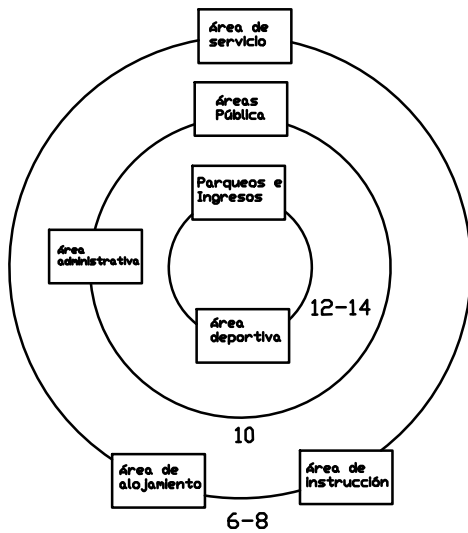 Área de
servicio
Áreas
Pública
Parqueos e
Ingresos
Área
administrativa
Área
deportiva
12-14
10
Área de
alojamiento
Área de
instrucción
6-8